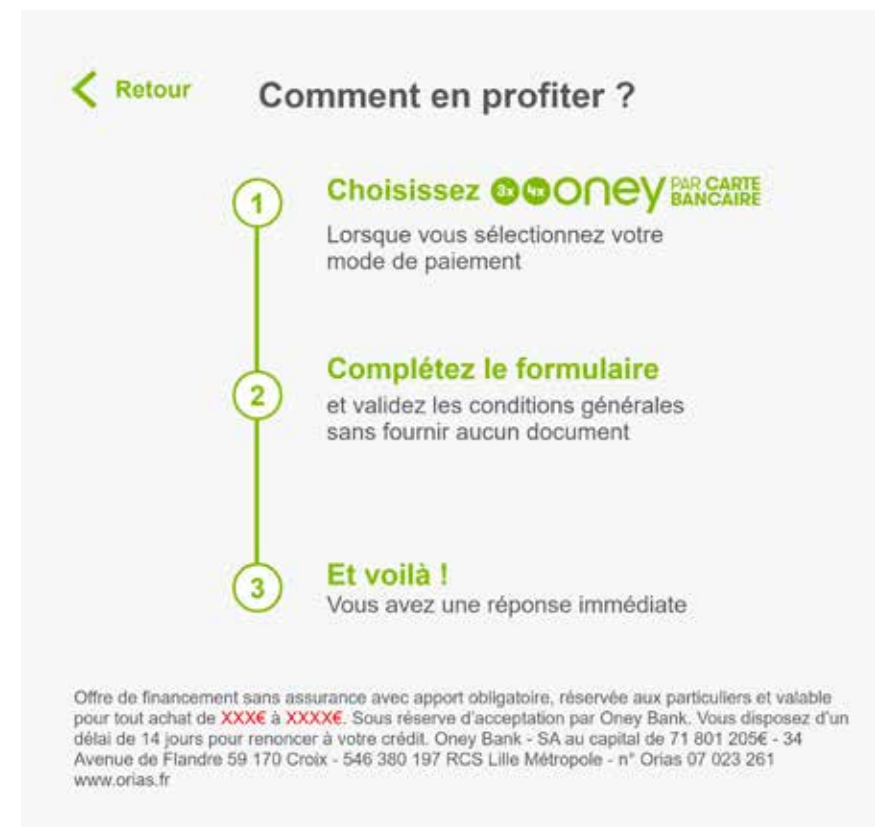 Retour
Comment en profiter ?
1
Choisissez 3x 4x oney PAR CARTE BANCAIRE
Lorsque vous sélectionnez votre
mode de paiement
2
Complétez le formulaire
et validez les conditions générales
sans fournir aucun document
3
Et voilà !
Vous avez une réponse immédiate
Offre de financement sans assurance avec apport obligatoire, réservée aux particuliers et valable
pour tout achat de XXX€ à XXXX€. Sous réserve d'acceptation par Oney Bank. Vous disposez d'un
délai de 14 jours pour renoncer à votre crédit. Oney Bank - SA au capital de 71 801 205€ - 34
Avenue de Flandre 59 170 Croix - 546 380 197 RCS Lille Métropole - n° Orias 07 023 261
www.orias.fr